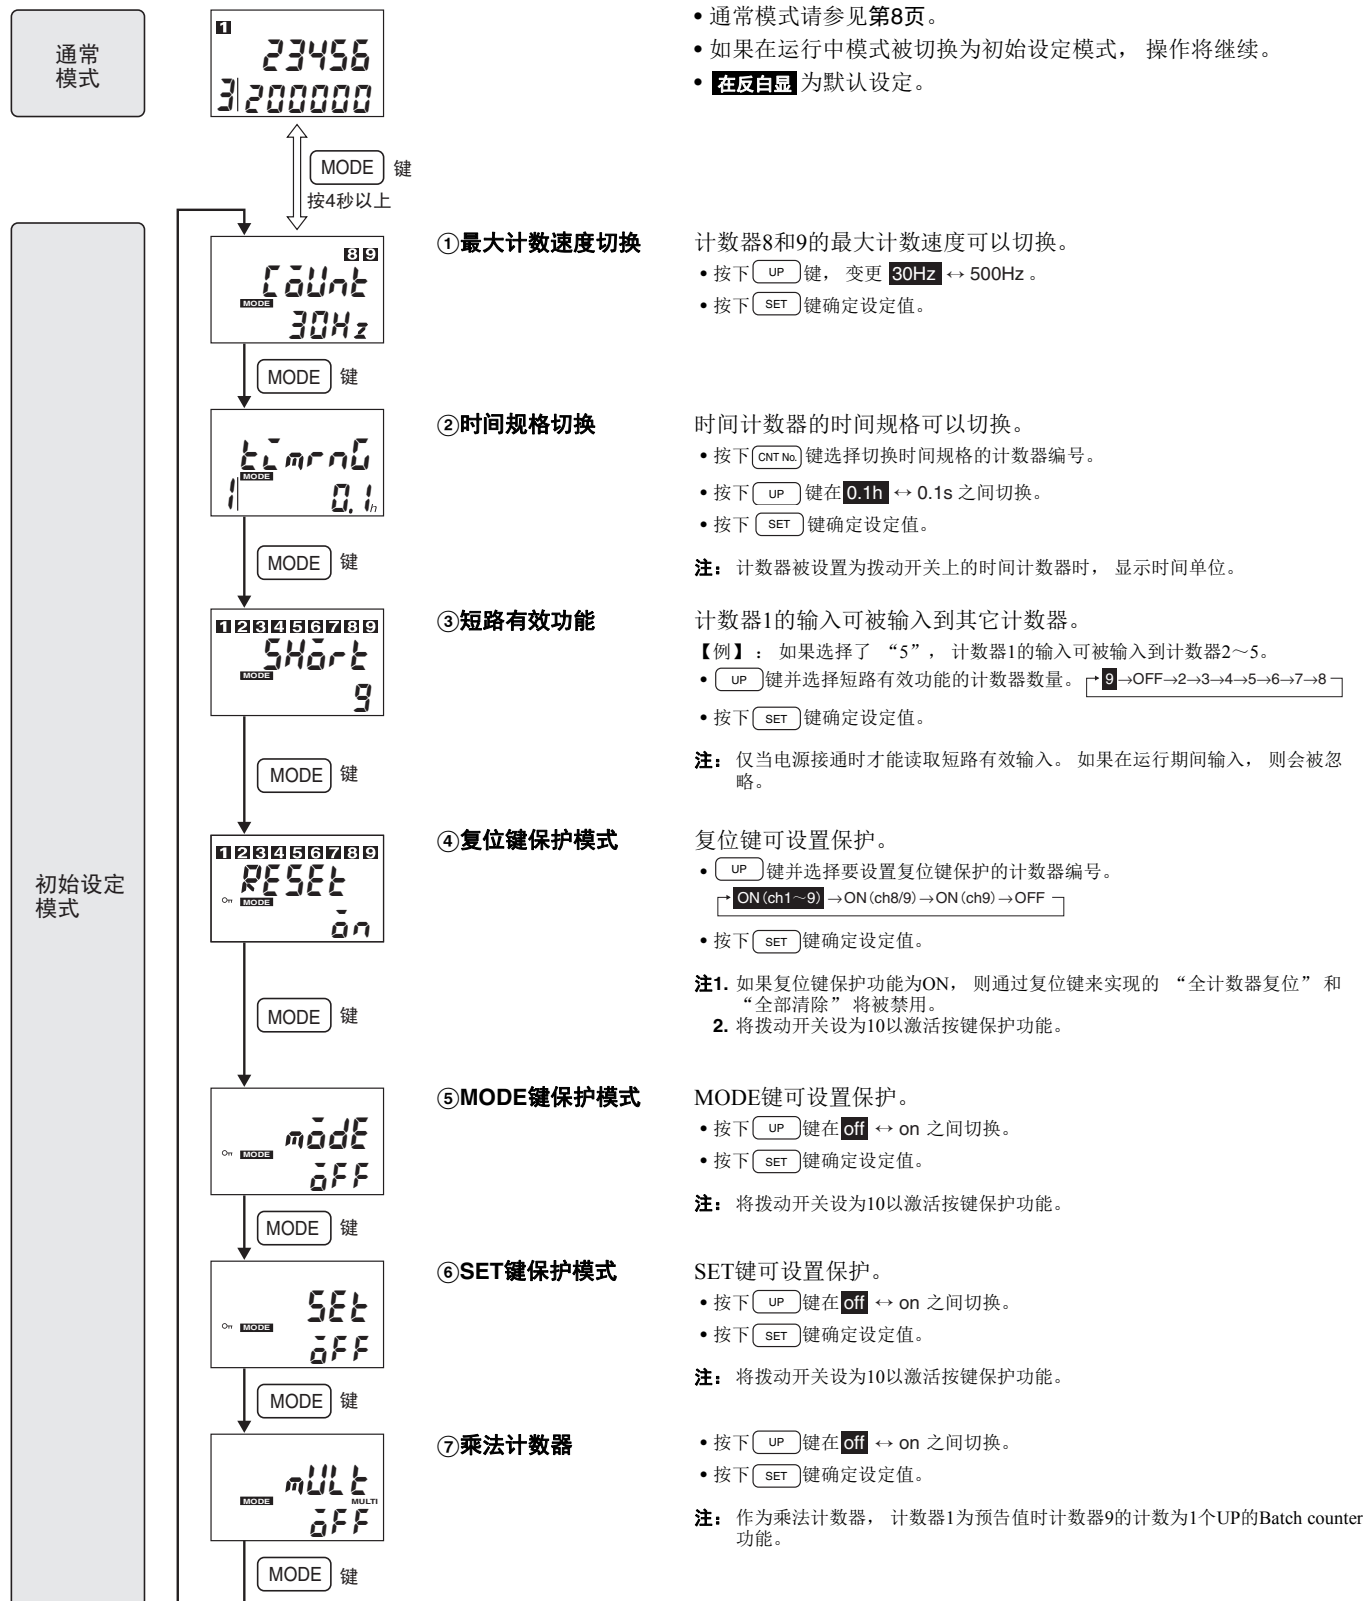 通常
模式
1
23456
3 200000
• 通常模式请参见第8页。
• 如果在运行中模式被切换为初始设定模式， 操作将继续。
• 在反白显 为默认设定。
MODE 键
按4秒以上
初始设定
模式
8 9
Count
MODE
30Hz
①最大计数速度切换
计数器8和9的最大计数速度可以切换。
• 按下 UP 键， 变更 30Hz ↔ 500Hz 。
• 按下 SET 键确定设定值。
MODE 键
timrnG
MODE
1 0.1h
②时间规格切换
时间计数器的时间规格可以切换。
• 按下 CNT No. 键选择切换时间规格的计数器编号。
• 按下 UP 键在 0.1h ↔ 0.1s 之间切换。
• 按下 SET 键确定设定值。
注： 计数器被设置为拨动开关上的时间计数器时， 显示时间单位。
MODE 键
1 2 3 4 5 6 7 8 9
SHort
MODE
9
③短路有效功能
计数器1的输入可被输入到其它计数器。
【例】： 如果选择了 “5”， 计数器1的输入可被输入到计数器2～5。
• UP 键并选择短路有效功能的计数器数量。 9→OFF→2→3→4→5→6→7→8
• 按下 SET 键确定设定值。
注： 仅当电源接通时才能读取短路有效输入。 如果在运行期间输入， 则会被忽
略。
MODE 键
1 2 3 4 5 6 7 8 9
RESEt
MODE
on
④复位键保护模式
复位键可设置保护。
• UP 键并选择要设置复位键保护的计数器编号。
ON (ch1～9) →ON (ch8/9) →ON (ch9) →OFF
• 按下 SET 键确定设定值。
注1. 如果复位键保护功能为ON， 则通过复位键来实现的 “全计数器复位” 和
“全部清除” 将被禁用。
2. 将拨动开关设为10以激活按键保护功能。
MODE 键
modE
MODE
oFF
⑤MODE键保护模式
MODE键可设置保护。
• 按下 UP 键在 off ↔ on 之间切换。
• 按下 SET 键确定设定值。
注： 将拨动开关设为10以激活按键保护功能。
MODE 键
SEt
MODE
oFF
⑥SET键保护模式
SET键可设置保护。
• 按下 UP 键在 off ↔ on 之间切换。
• 按下 SET 键确定设定值。
注： 将拨动开关设为10以激活按键保护功能。
MODE 键
mULt
MODE MULTI
oFF
⑦乘法计数器
• 按下 UP 键在 off ↔ on 之间切换。
• 按下 SET 键确定设定值。
注： 作为乘法计数器， 计数器1为预告值时计数器9的计数为1个UP的Batch counter
功能。
MODE 键